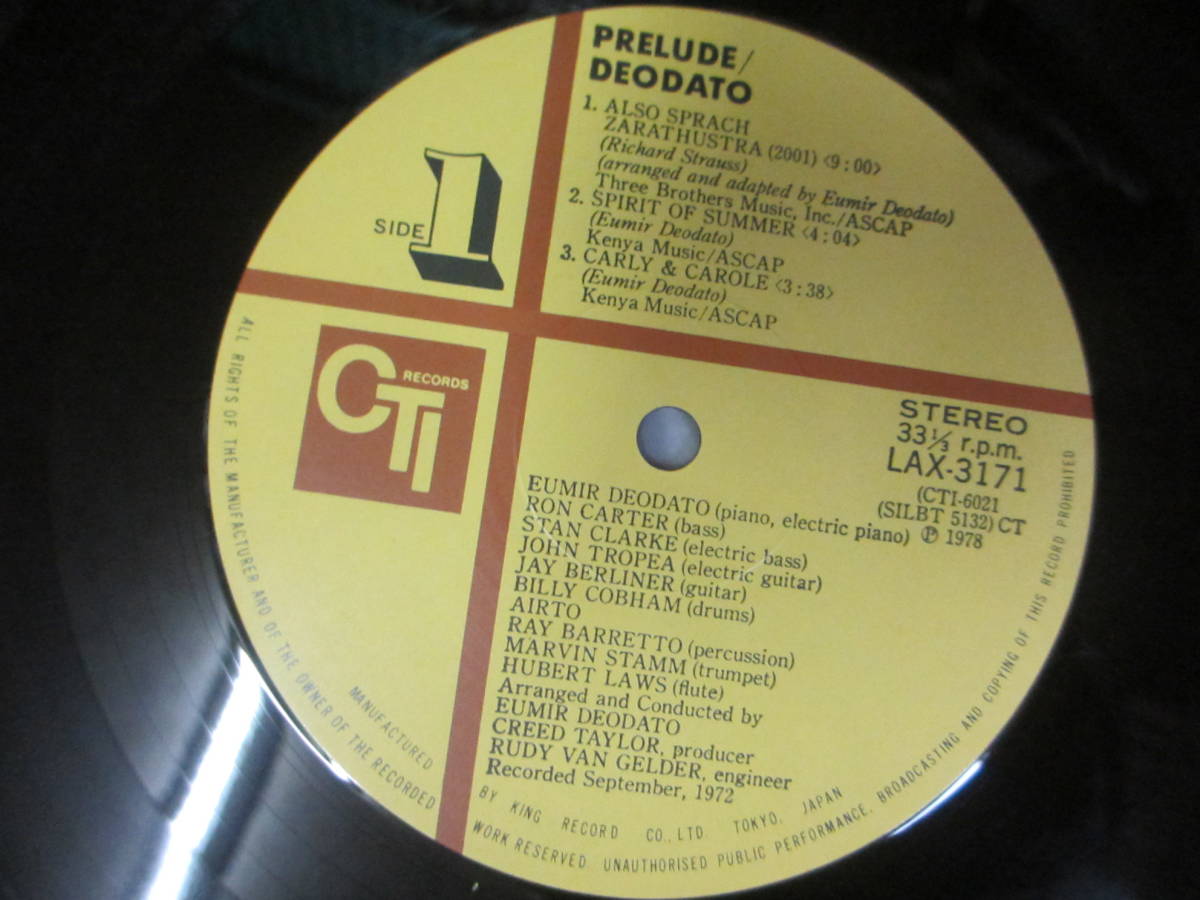 PRELUDE/
DEODATO
1. ALSO SPRACH
ZARATHUSTRA (2001) <9:00>
(Richard Strauss)
(arranged and adapted by Eumir Deodato)
Three Brothers Music, Inc./ASCAP
2. SPIRIT OF SUMMER <4:04>
(Eumir Deodato)
Kenya Music/ASCAP
3. CARLY & CAROLE <3:38>
(Eumir Deodato)
Kenya Music/ASCAP
SIDE 1
CTI RECORDS
STEREO
33 1/3 r.p.m.
LAX-3171
(CTI-6021
(SILBT 5132) CT
℗ 1978
EUMIR DEODATO (piano, electric piano)
RON CARTER (bass)
STAN CLARKE (electric bass)
JOHN TROPEA (electric guitar)
JAY BERLINER (guitar)
BILLY COBHAM (drums)
AIRTO
RAY BARRETTO (percussion)
MARVIN STAMM (trumpet)
HUBERT LAWS (flute)
Arranged and Conducted by
EUMIR DEODATO
CREED TAYLOR, producer
RUDY VAN GELDER, engineer
Recorded September, 1972
MANUFACTURED BY KING RECORD CO., LTD. TOKYO, JAPAN
ALL RIGHTS OF THE MANUFACTURER AND OF THE OWNER OF THE RECORDED WORK RESERVED. UNAUTHORISED PUBLIC PERFORMANCE, BROADCASTING AND COPYING OF THIS RECORD PROHIBITED